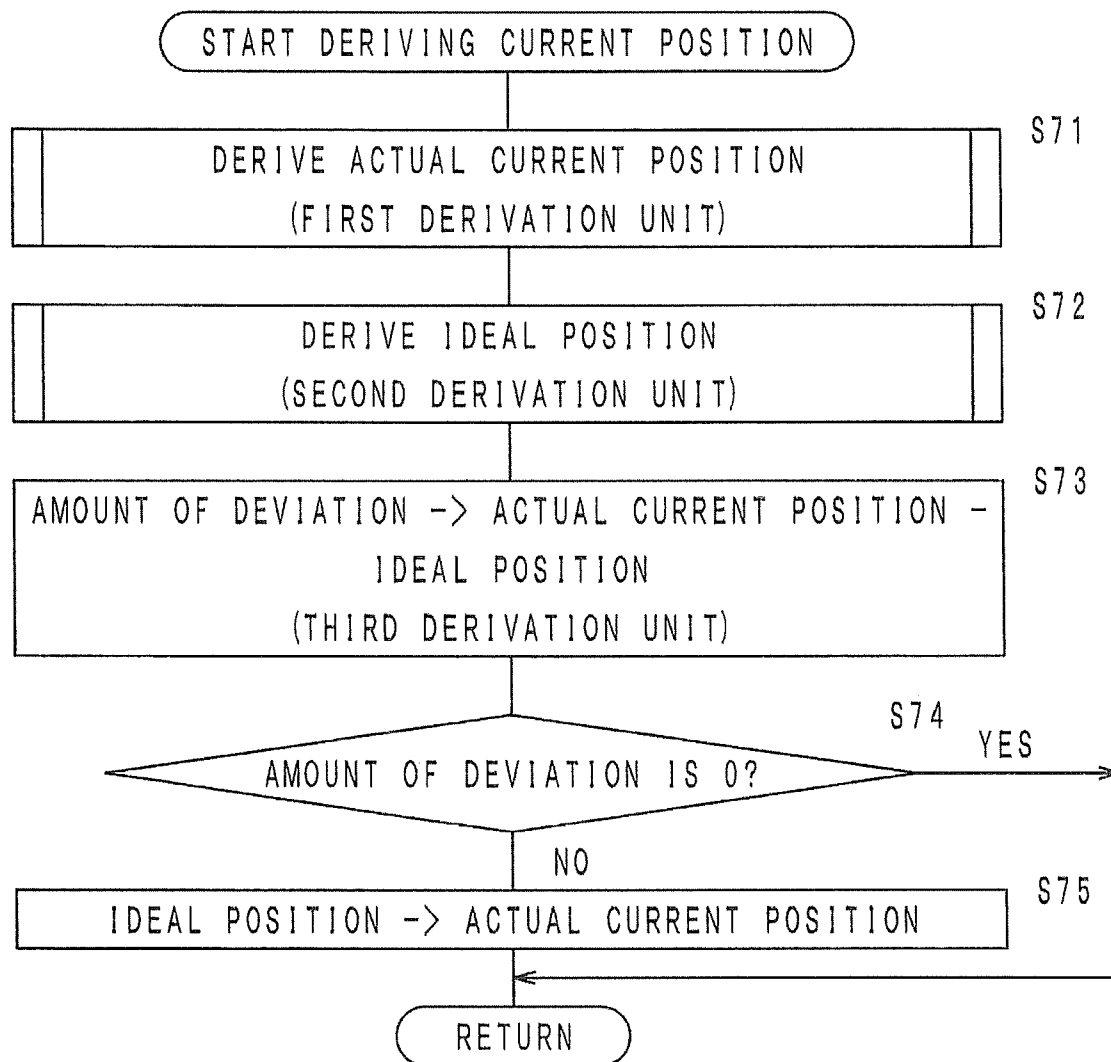 START DERIVING CURRENT POSITION
S71
DERIVE ACTUAL CURRENT POSITION
(FIRST DERIVATION UNIT)
S72
DERIVE IDEAL POSITION
(SECOND DERIVATION UNIT)
S73
AMOUNT OF DEVIATION -> ACTUAL CURRENT POSITION -
IDEAL POSITION
(THIRD DERIVATION UNIT)
S74
YES
AMOUNT OF DEVIATION IS 0?
NO
S75
IDEAL POSITION -> ACTUAL CURRENT POSITION
RETURN